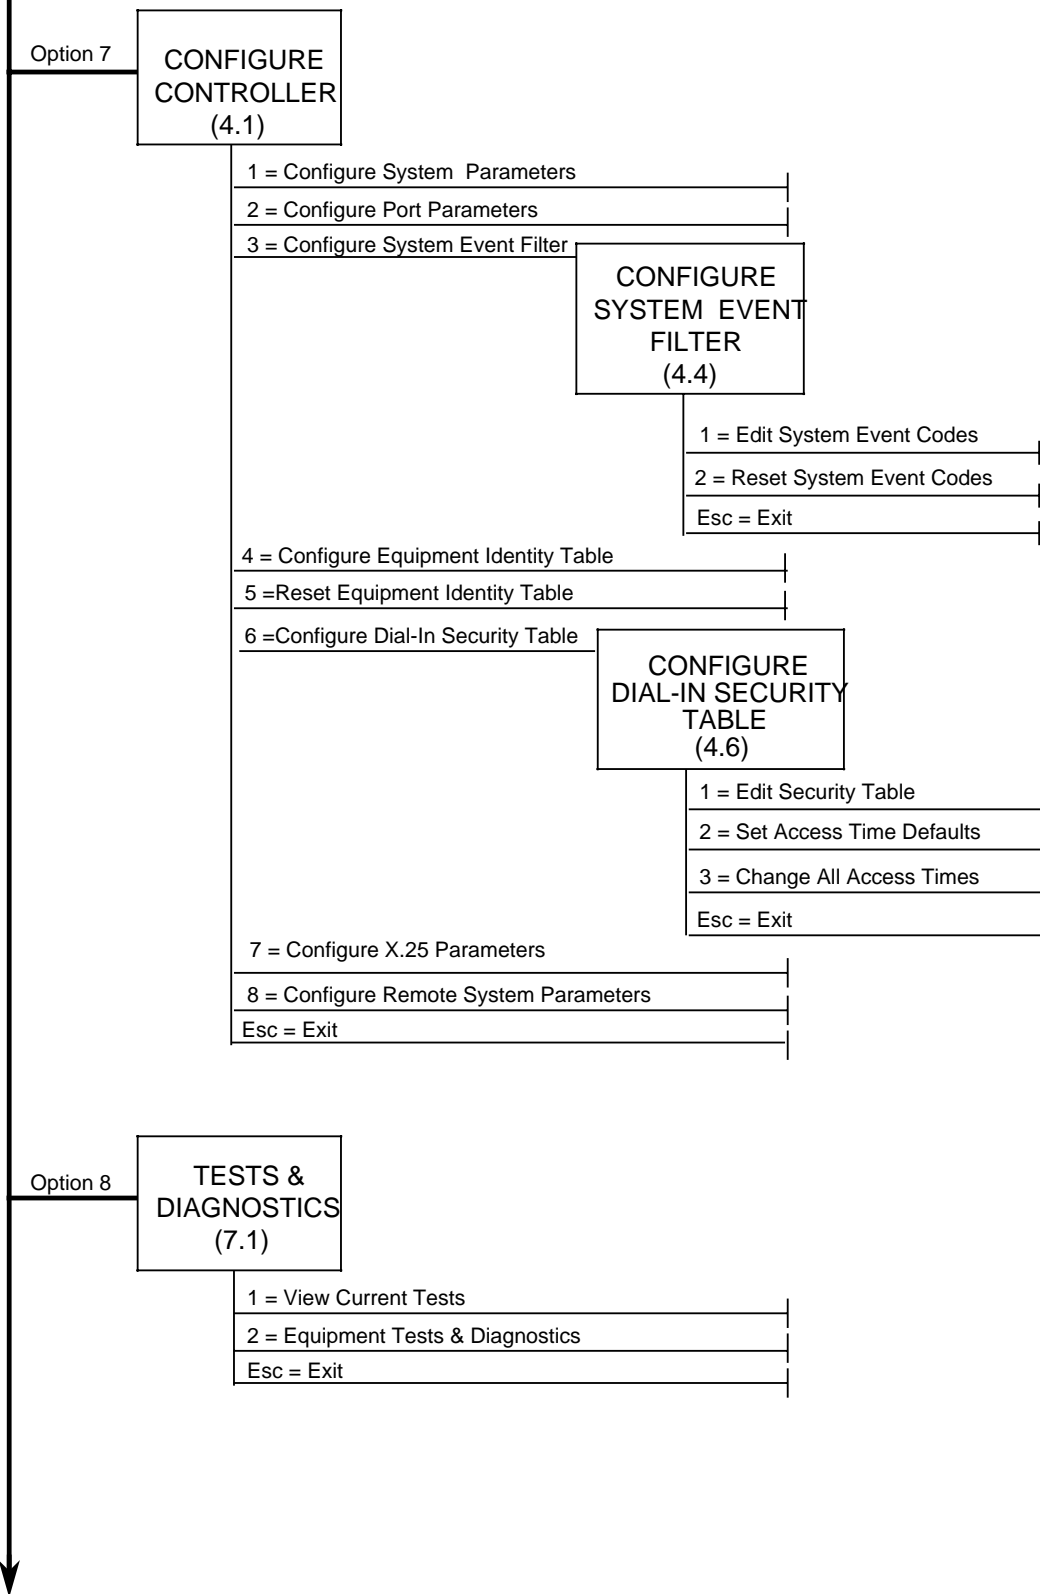 Option 7
CONFIGURE
CONTROLLER
(4.1)
1 = Configure System  Parameters
2 = Configure Port Parameters
3 = Configure System Event Filter
CONFIGURE
SYSTEM  EVENT
FILTER
(4.4)
1 = Edit System Event Codes
2 = Reset System Event Codes
Esc = Exit
4 = Configure Equipment Identity Table
5 =Reset Equipment Identity Table
6 =Configure Dial-In Security Table
CONFIGURE
DIAL-IN SECURITY
TABLE
(4.6)
1 = Edit Security Table
2 = Set Access Time Defaults
3 = Change All Access Times
Esc = Exit
7 = Configure X.25 Parameters
8 = Configure Remote System Parameters
Esc = Exit
Option 8
TESTS &
DIAGNOSTICS
(7.1)
1 = View Current Tests
2 = Equipment Tests & Diagnostics
Esc = Exit